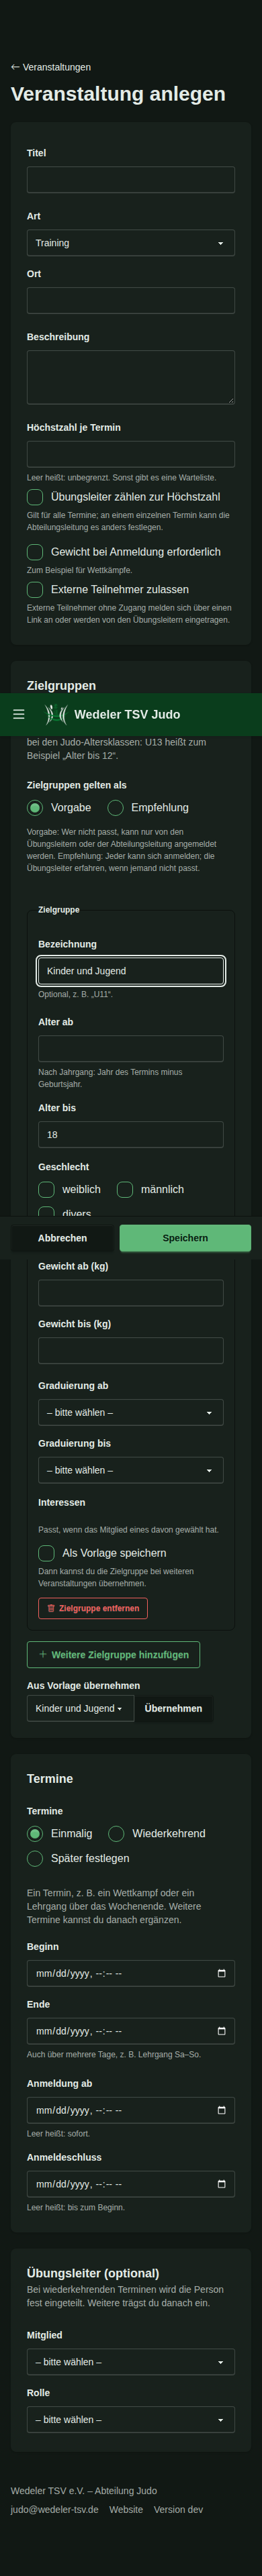 ← Veranstaltungen
Veranstaltung anlegen
Titel
Art
Training
Ort
Beschreibung
Höchstzahl je Termin
Leer heißt: unbegrenzt. Sonst gibt es eine Warteliste.
Übungsleiter zählen zur Höchstzahl
Gilt für alle Termine; an einem einzelnen Termin kann die
Abteilungsleitung es anders festlegen.
Gewicht bei Anmeldung erforderlich
Zum Beispiel für Wettkämpfe.
Externe Teilnehmer zulassen
Externe Teilnehmer ohne Zugang melden sich über einen
Link an oder werden von den Übungsleitern eingetragen.
Zielgruppen
Wedeler TSV Judo
bei den Judo-Altersklassen: U13 heißt zum
Beispiel „Alter bis 12“.
Zielgruppen gelten als
Vorgabe
Empfehlung
Vorgabe: Wer nicht passt, kann nur von den
Übungsleitern oder der Abteilungsleitung angemeldet
werden. Empfehlung: Jeder kann sich anmelden; die
Übungsleiter erfahren, wenn jemand nicht passt.
Zielgruppe
Bezeichnung
Kinder und Jugend
Optional, z. B. „U11“.
Alter ab
Nach Jahrgang: Jahr des Termins minus
Geburtsjahr.
Alter bis
18
Geschlecht
weiblich
männlich
divers
Abbrechen
Speichern
Gewicht ab (kg)
Gewicht bis (kg)
Graduierung ab
– bitte wählen –
Graduierung bis
– bitte wählen –
Interessen
Passt, wenn das Mitglied eines davon gewählt hat.
Als Vorlage speichern
Dann kannst du die Zielgruppe bei weiteren
Veranstaltungen übernehmen.
Zielgruppe entfernen
+ Weitere Zielgruppe hinzufügen
Aus Vorlage übernehmen
Kinder und Jugend
Übernehmen
Termine
Termine
Einmalig
Wiederkehrend
Später festlegen
Ein Termin, z. B. ein Wettkampf oder ein
Lehrgang über das Wochenende. Weitere
Termine kannst du danach ergänzen.
Beginn
mm/dd/yyyy, --:-- --
Ende
mm/dd/yyyy, --:-- --
Auch über mehrere Tage, z. B. Lehrgang Sa–So.
Anmeldung ab
mm/dd/yyyy, --:-- --
Leer heißt: sofort.
Anmeldeschluss
mm/dd/yyyy, --:-- --
Leer heißt: bis zum Beginn.
Übungsleiter (optional)
Bei wiederkehrenden Terminen wird die Person
fest eingeteilt. Weitere trägst du danach ein.
Mitglied
– bitte wählen –
Rolle
– bitte wählen –
Wedeler TSV e.V. – Abteilung Judo
judo@wedeler-tsv.de
Website
Version dev